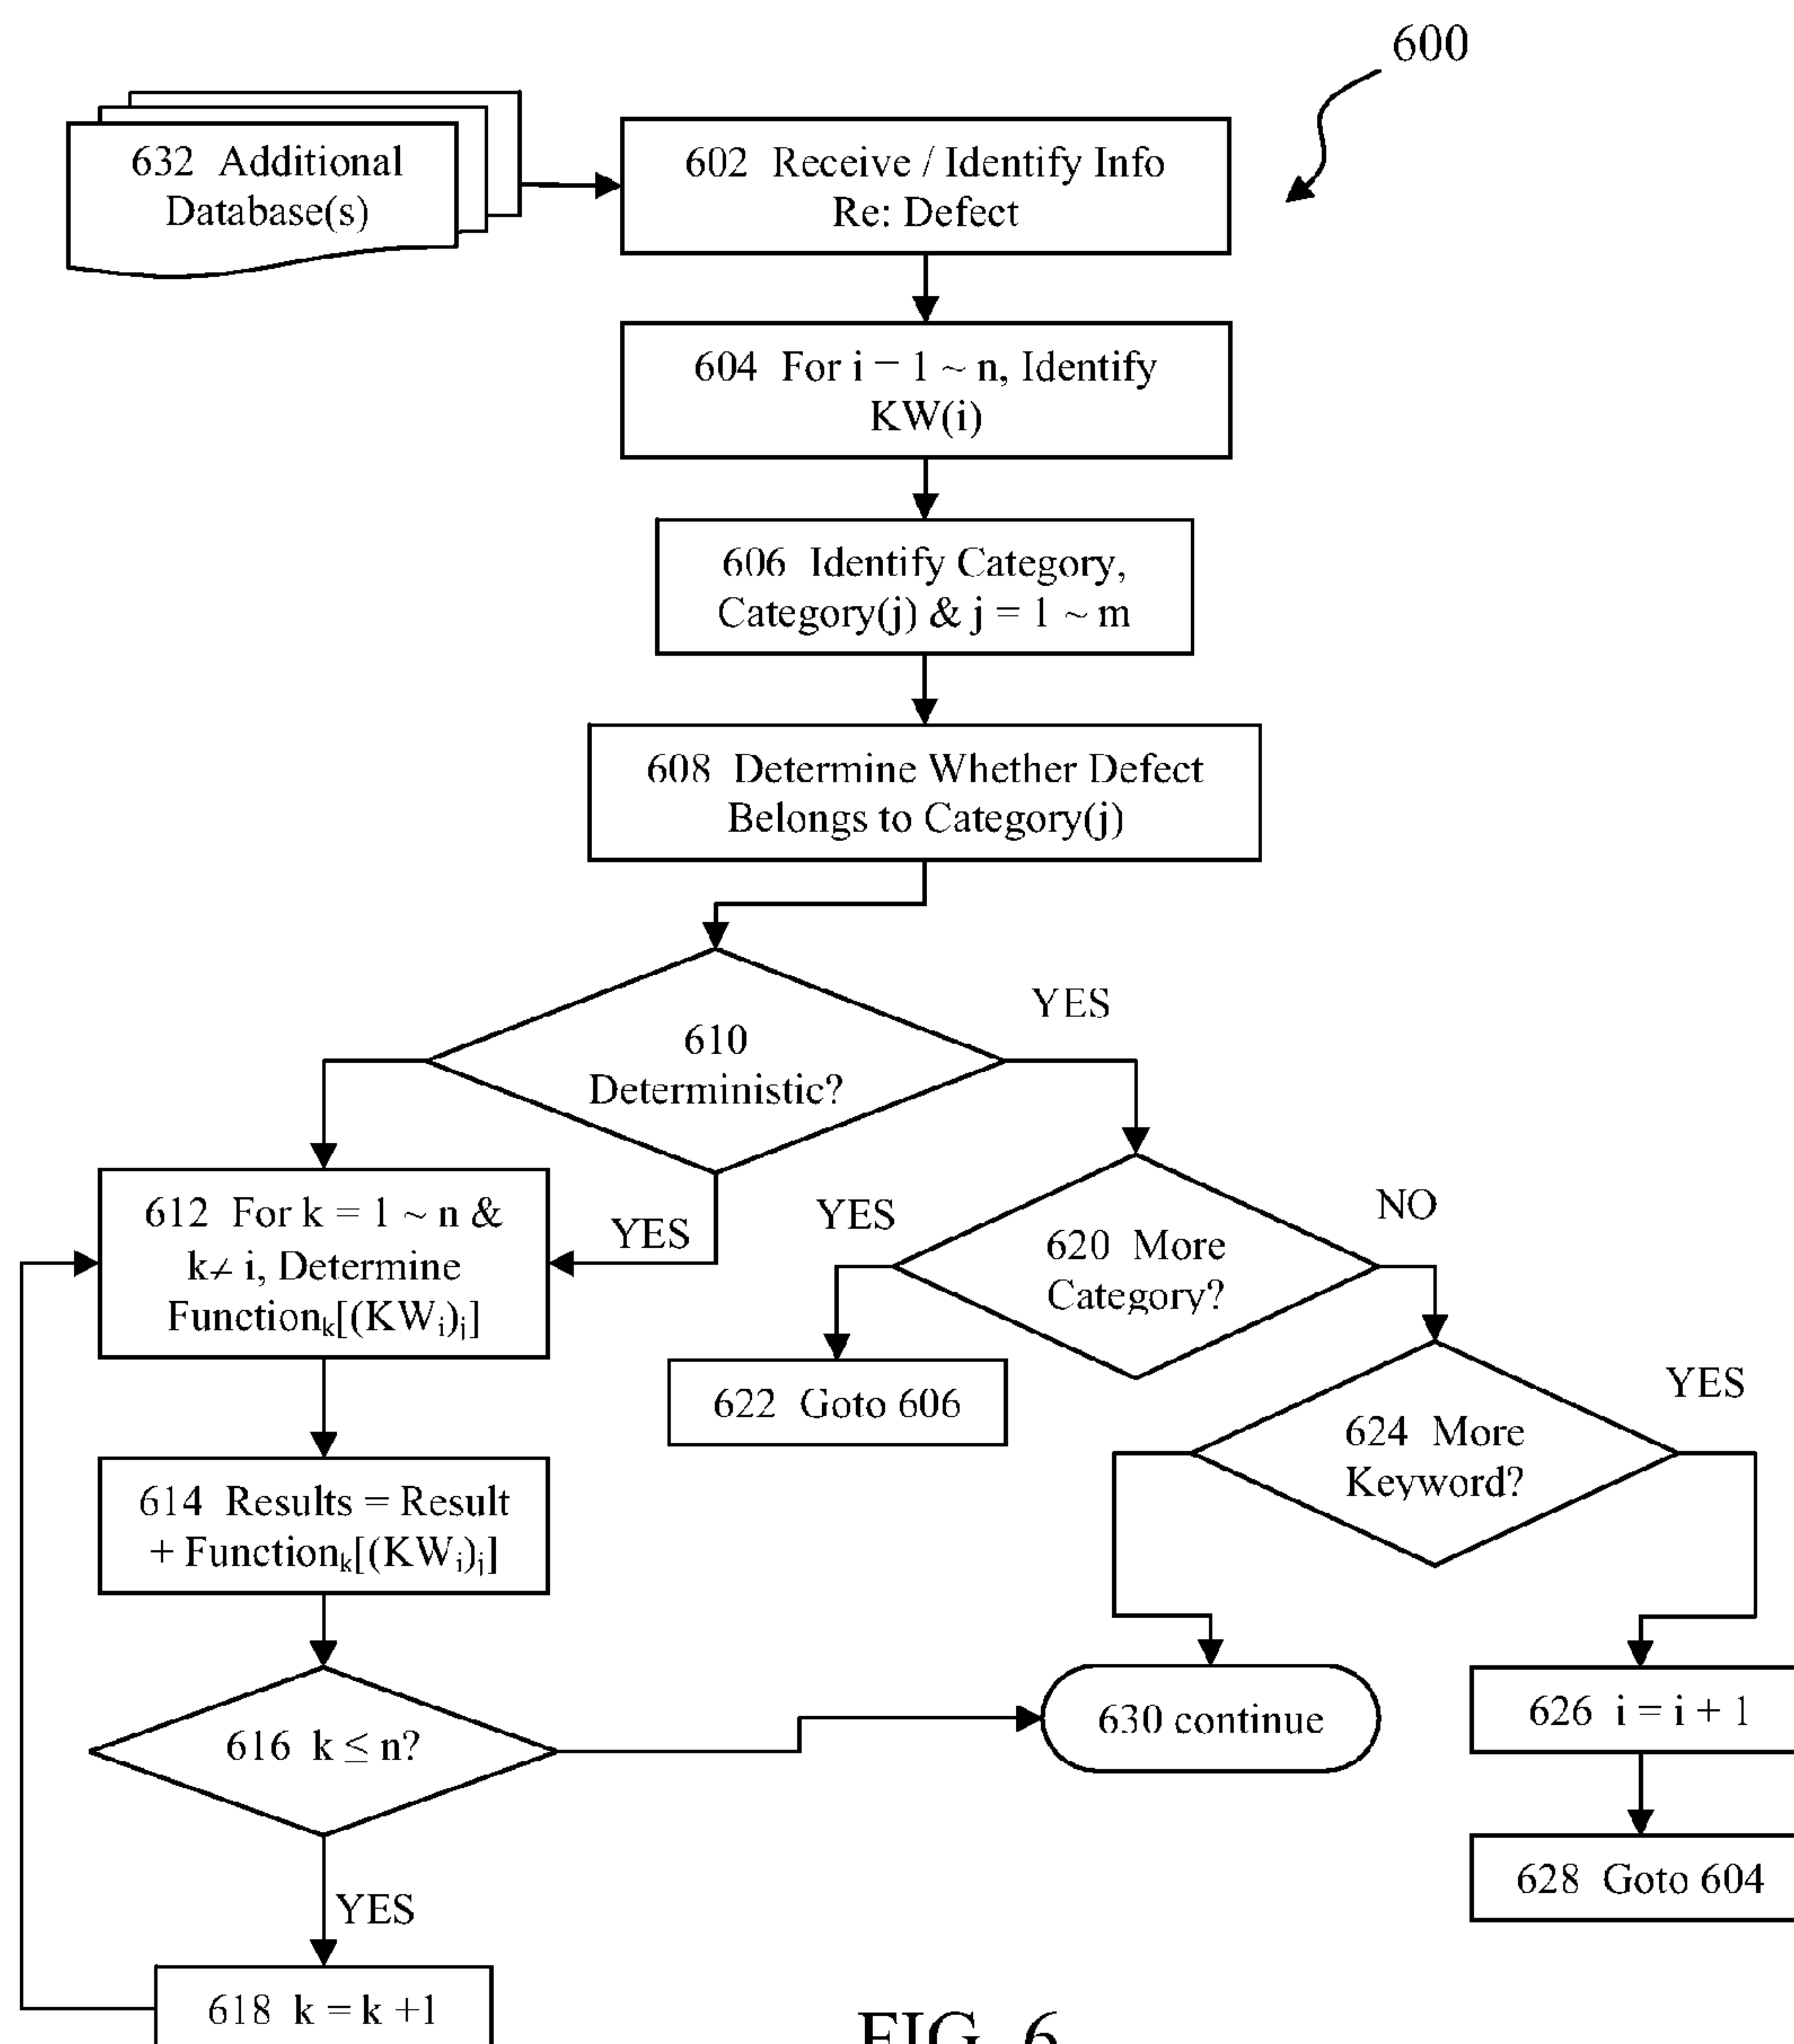 600
632 Additional
Database(s)
602 Receive / Identify Info
Re: Defect
604 For i = 1 ~ n, Identify
KW(i)
606 Identify Category,
Category(j) & j = 1 ~ m
608 Determine Whether Defect
Belongs to Category(j)
610
Deterministic?
YES
612 For k = 1 ~ n &
k≠ i, Determine
Functionₖ[(KWᵢ)ⱼ]
YES
YES
620 More
Category?
NO
622 Goto 606
624 More
Keyword?
YES
614 Results = Result
+ Functionₖ[(KWᵢ)ⱼ]
616 k ≤ n?
630 continue
626 i = i + 1
628 Goto 604
YES
618 k = k +1
FIG. 6